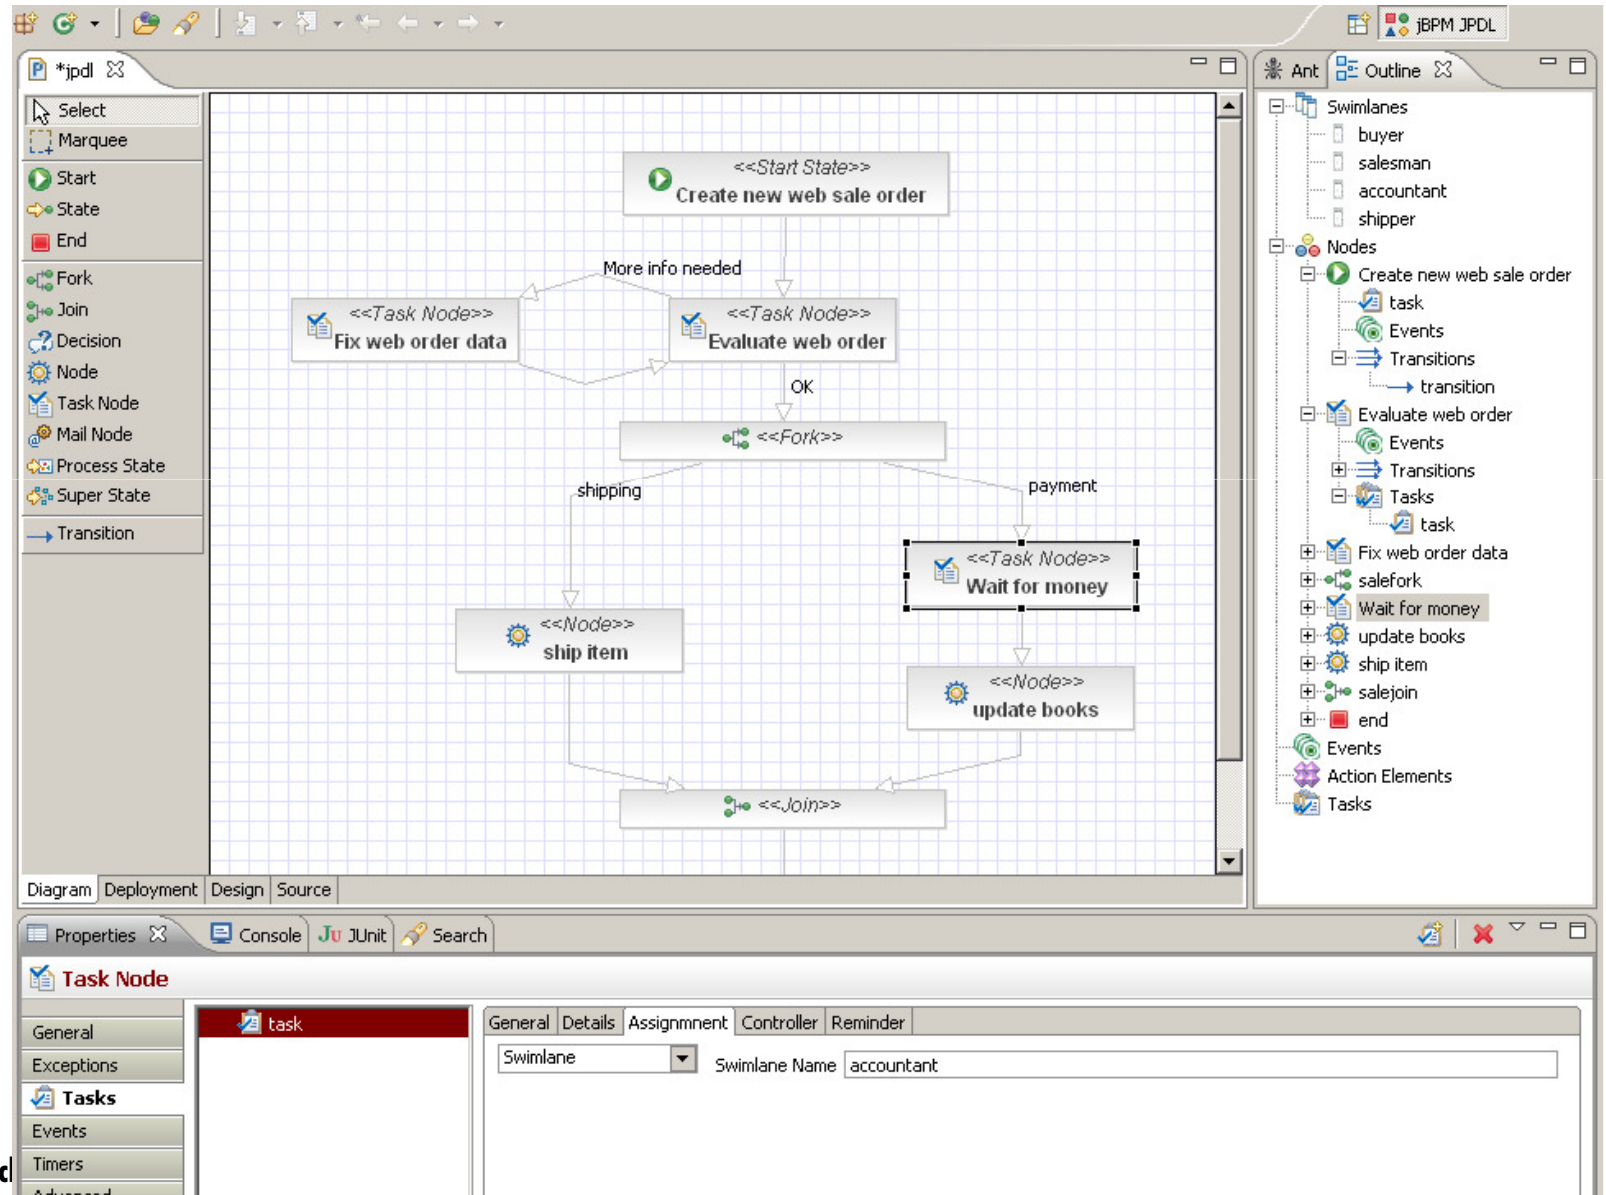 jBPM JPDL
*jpdl
Ant
Outline
Select
Marquee
Start
State
End
Fork
Join
Decision
Node
Task Node
Mail Node
Process State
Super State
Transition
<<Start State>>
Create new web sale order
More info needed
<<Task Node>>
Fix web order data
<<Task Node>>
Evaluate web order
OK
<<Fork>>
shipping
payment
<<Task Node>>
Wait for money
<<Node>>
ship item
<<Node>>
update books
<<Join>>
Swimlanes
buyer
salesman
accountant
shipper
Nodes
Create new web sale order
task
Events
Transitions
transition
Evaluate web order
Events
Transitions
Tasks
task
Fix web order data
salefork
Wait for money
update books
ship item
salejoin
end
Events
Action Elements
Tasks
Diagram Deployment Design Source
Properties Console Ju JUnit Search
Task Node
General
Exceptions
Tasks
Events
Timers
Advanced
task
General Details Assignmnent Controller Reminder
Swimlane Swimlane Name accountant